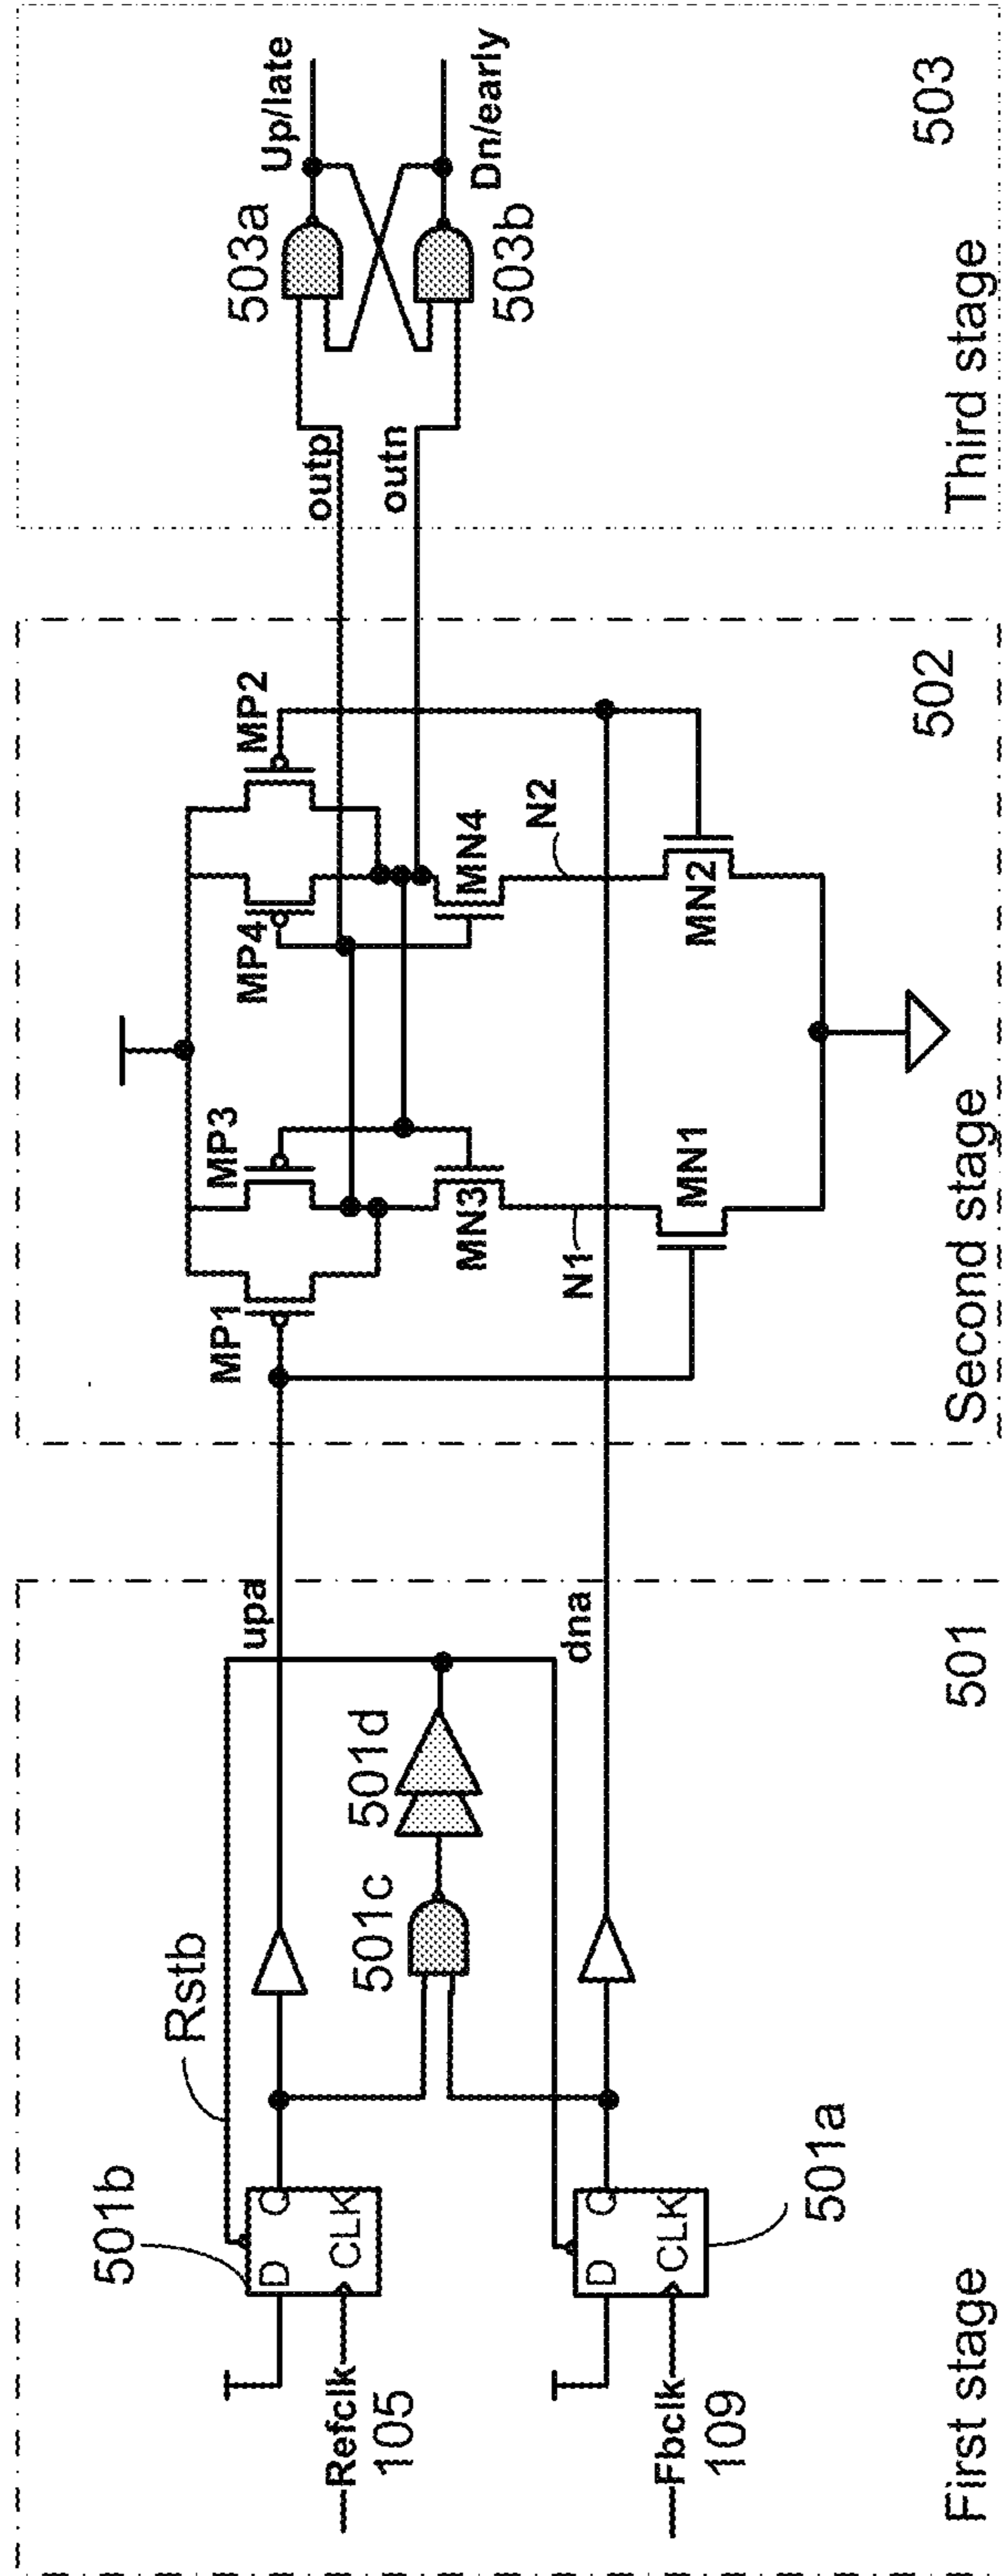 First stage
501
501b
Rstb
D
Q
CLK
Refclk
105
501c
501d
upa
D
Q
CLK
Fbclk
109
501a
dna
Second stage
502
MP1
MP3
MP4
MP2
MN3
MN4
N1
N2
MN1
MN2
Third stage
503
outp
outn
503a
503b
Up/late
Dn/early